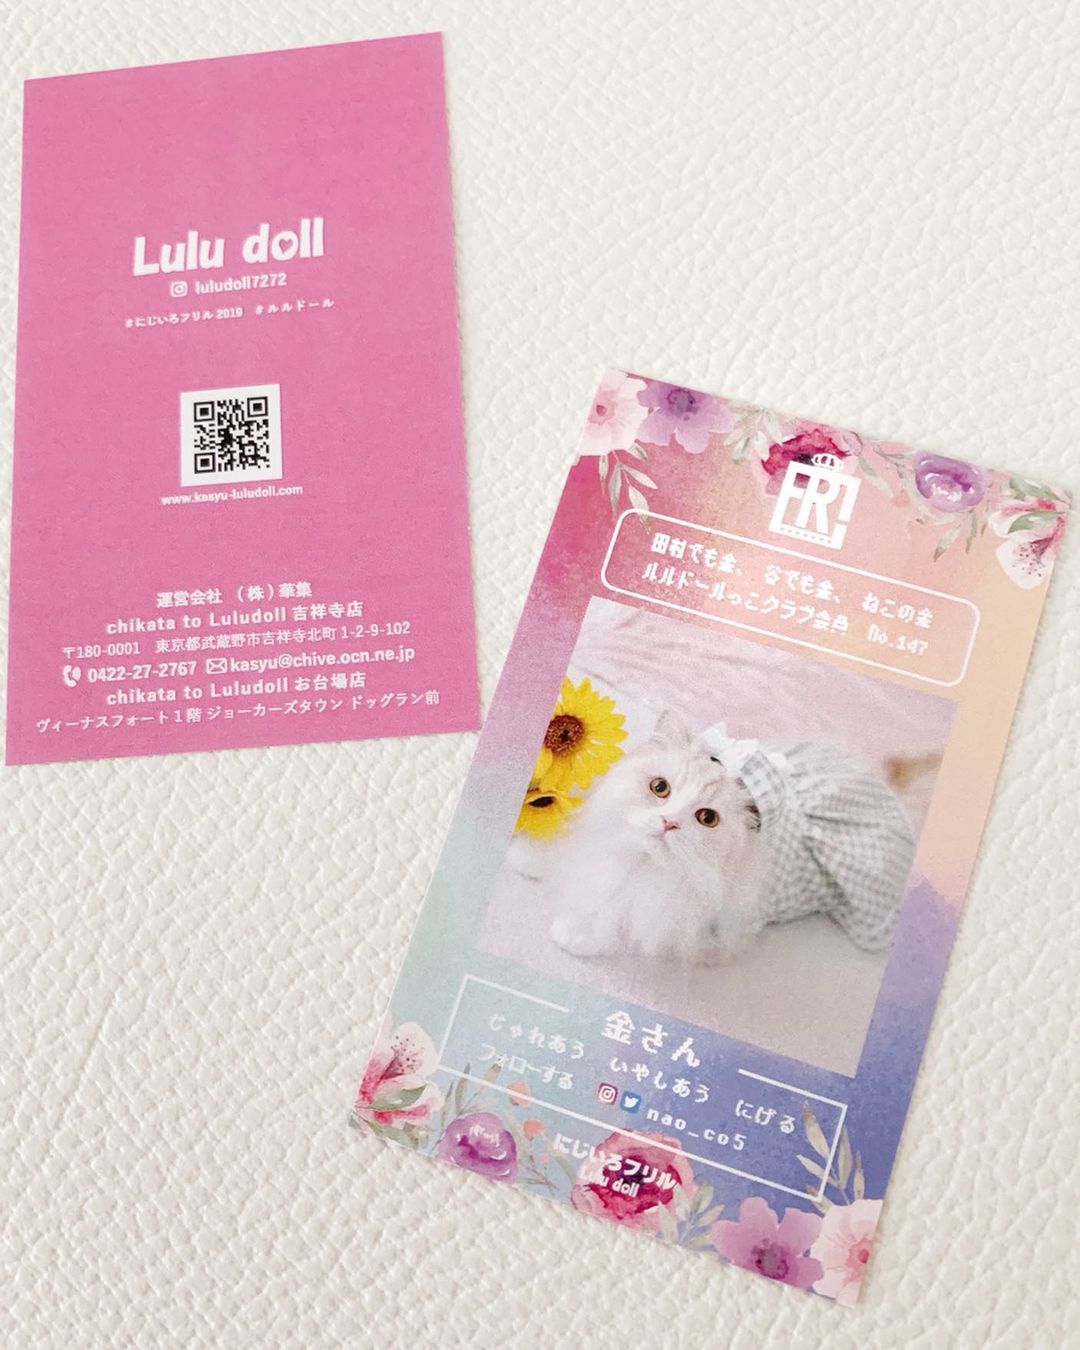 Lulu doll
luludoll7272
#にじいろフリル2019 #ルルドール
www.kasyu-luludoll.com
運営会社 (株)華集
chikata to Luludoll 吉祥寺店
〒180-0001 東京都武蔵野市吉祥寺北町1-2-9-102
0422-27-2767 kasyu@chive.ocn.ne.jp
chikata to Luludoll お台場店
ヴィーナスフォート1階 ジョーカーズタウン ドッグラン前
FR!
田村でも金、 谷でも金、 ねこの金
ルルドールっこクラブ会員 No.147
金さん
じゃれあう いやしあう にげる
フォローする nao_co5
にじいろフリル
Lulu doll